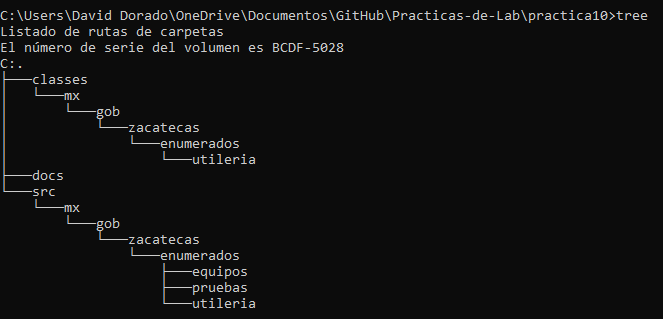 C:\Users\David Dorado\OneDrive\Documentos\GitHub\Practicas-de-Lab\practica10>tree
Listado de rutas de carpetas
El número de serie del volumen es BCDF-5028
C:.
├───classes
│   └───mx
│       └───gob
│           └───zacatecas
│               └───enumerados
│                   └───utileria
├───docs
└───src
    └───mx
        └───gob
            └───zacatecas
                └───enumerados
                    ├───equipos
                    ├───pruebas
                    └───utileria